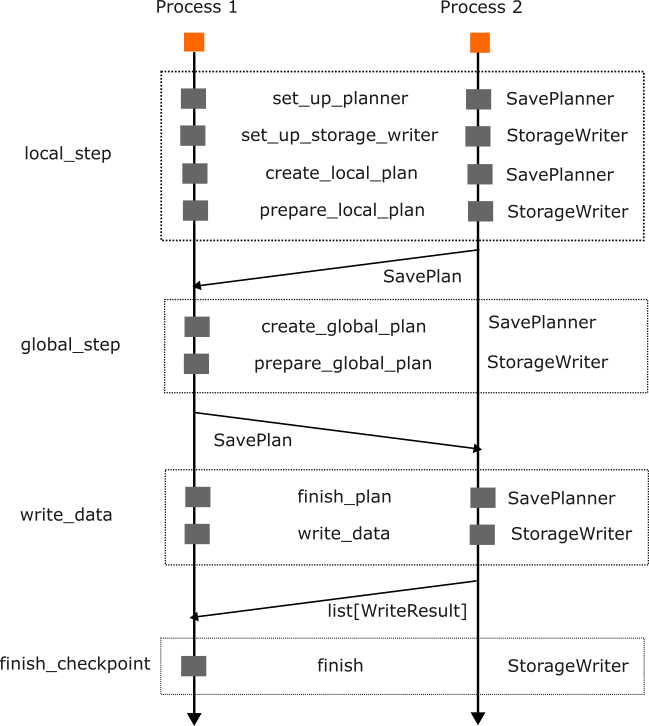 Process 1 Process 2
set_up_planner SavePlanner
set_up_storage_writer StorageWriter
local_step
create_local_plan SavePlanner
prepare_local_plan StorageWriter
SavePlan
create_global_plan SavePlanner
global_step
prepare_global_plan StorageWriter
SavePlan
finish_plan SavePlanner
write_data
write_data StorageWriter
list[WriteResult]
finish_checkpoint finish StorageWriter